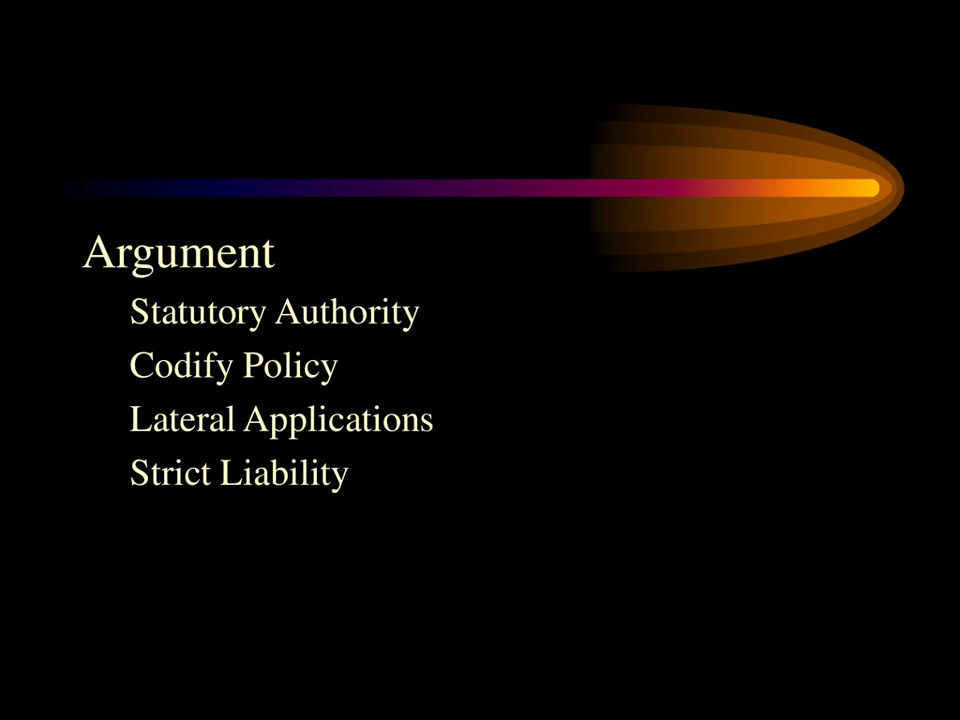 Argument
Statutory Authority
Codify Policy
Lateral Applications
Strict Liability